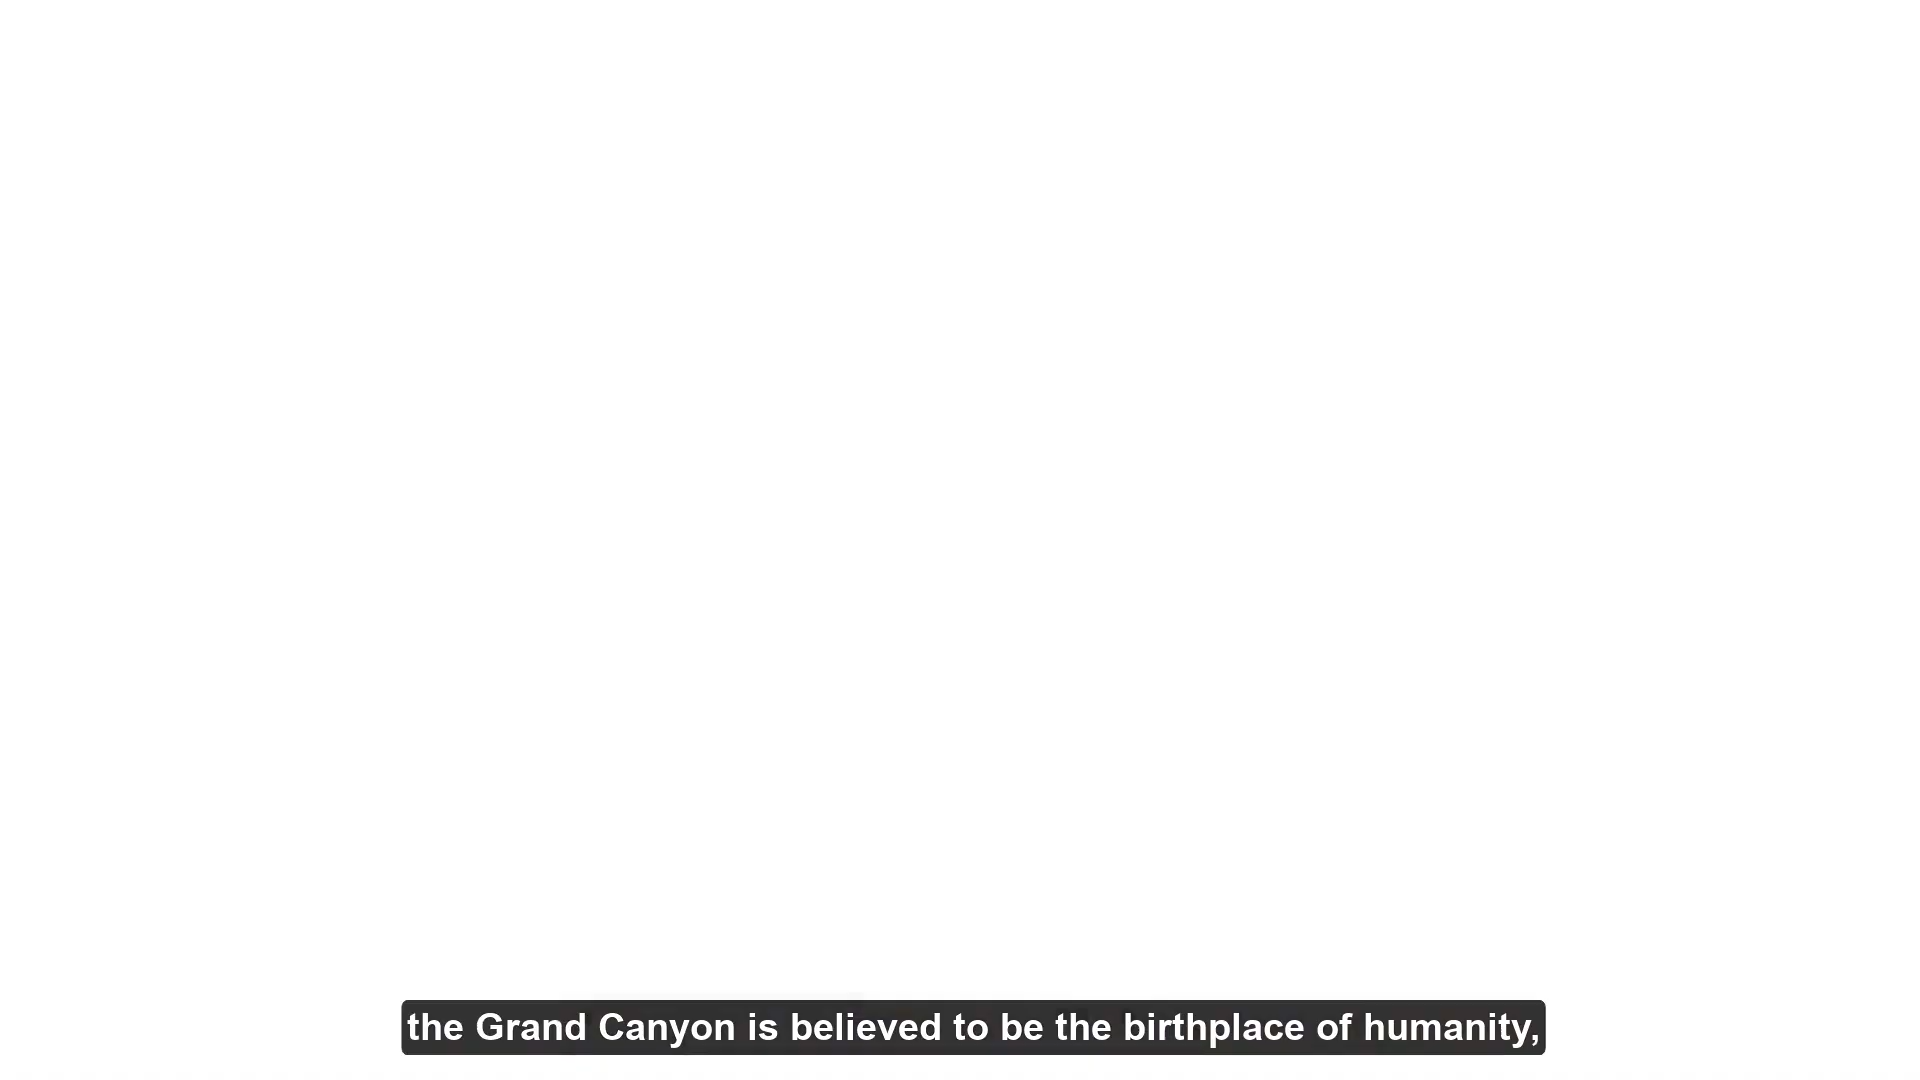 the Grand Canyon is believed to be the birthplace of humanity,